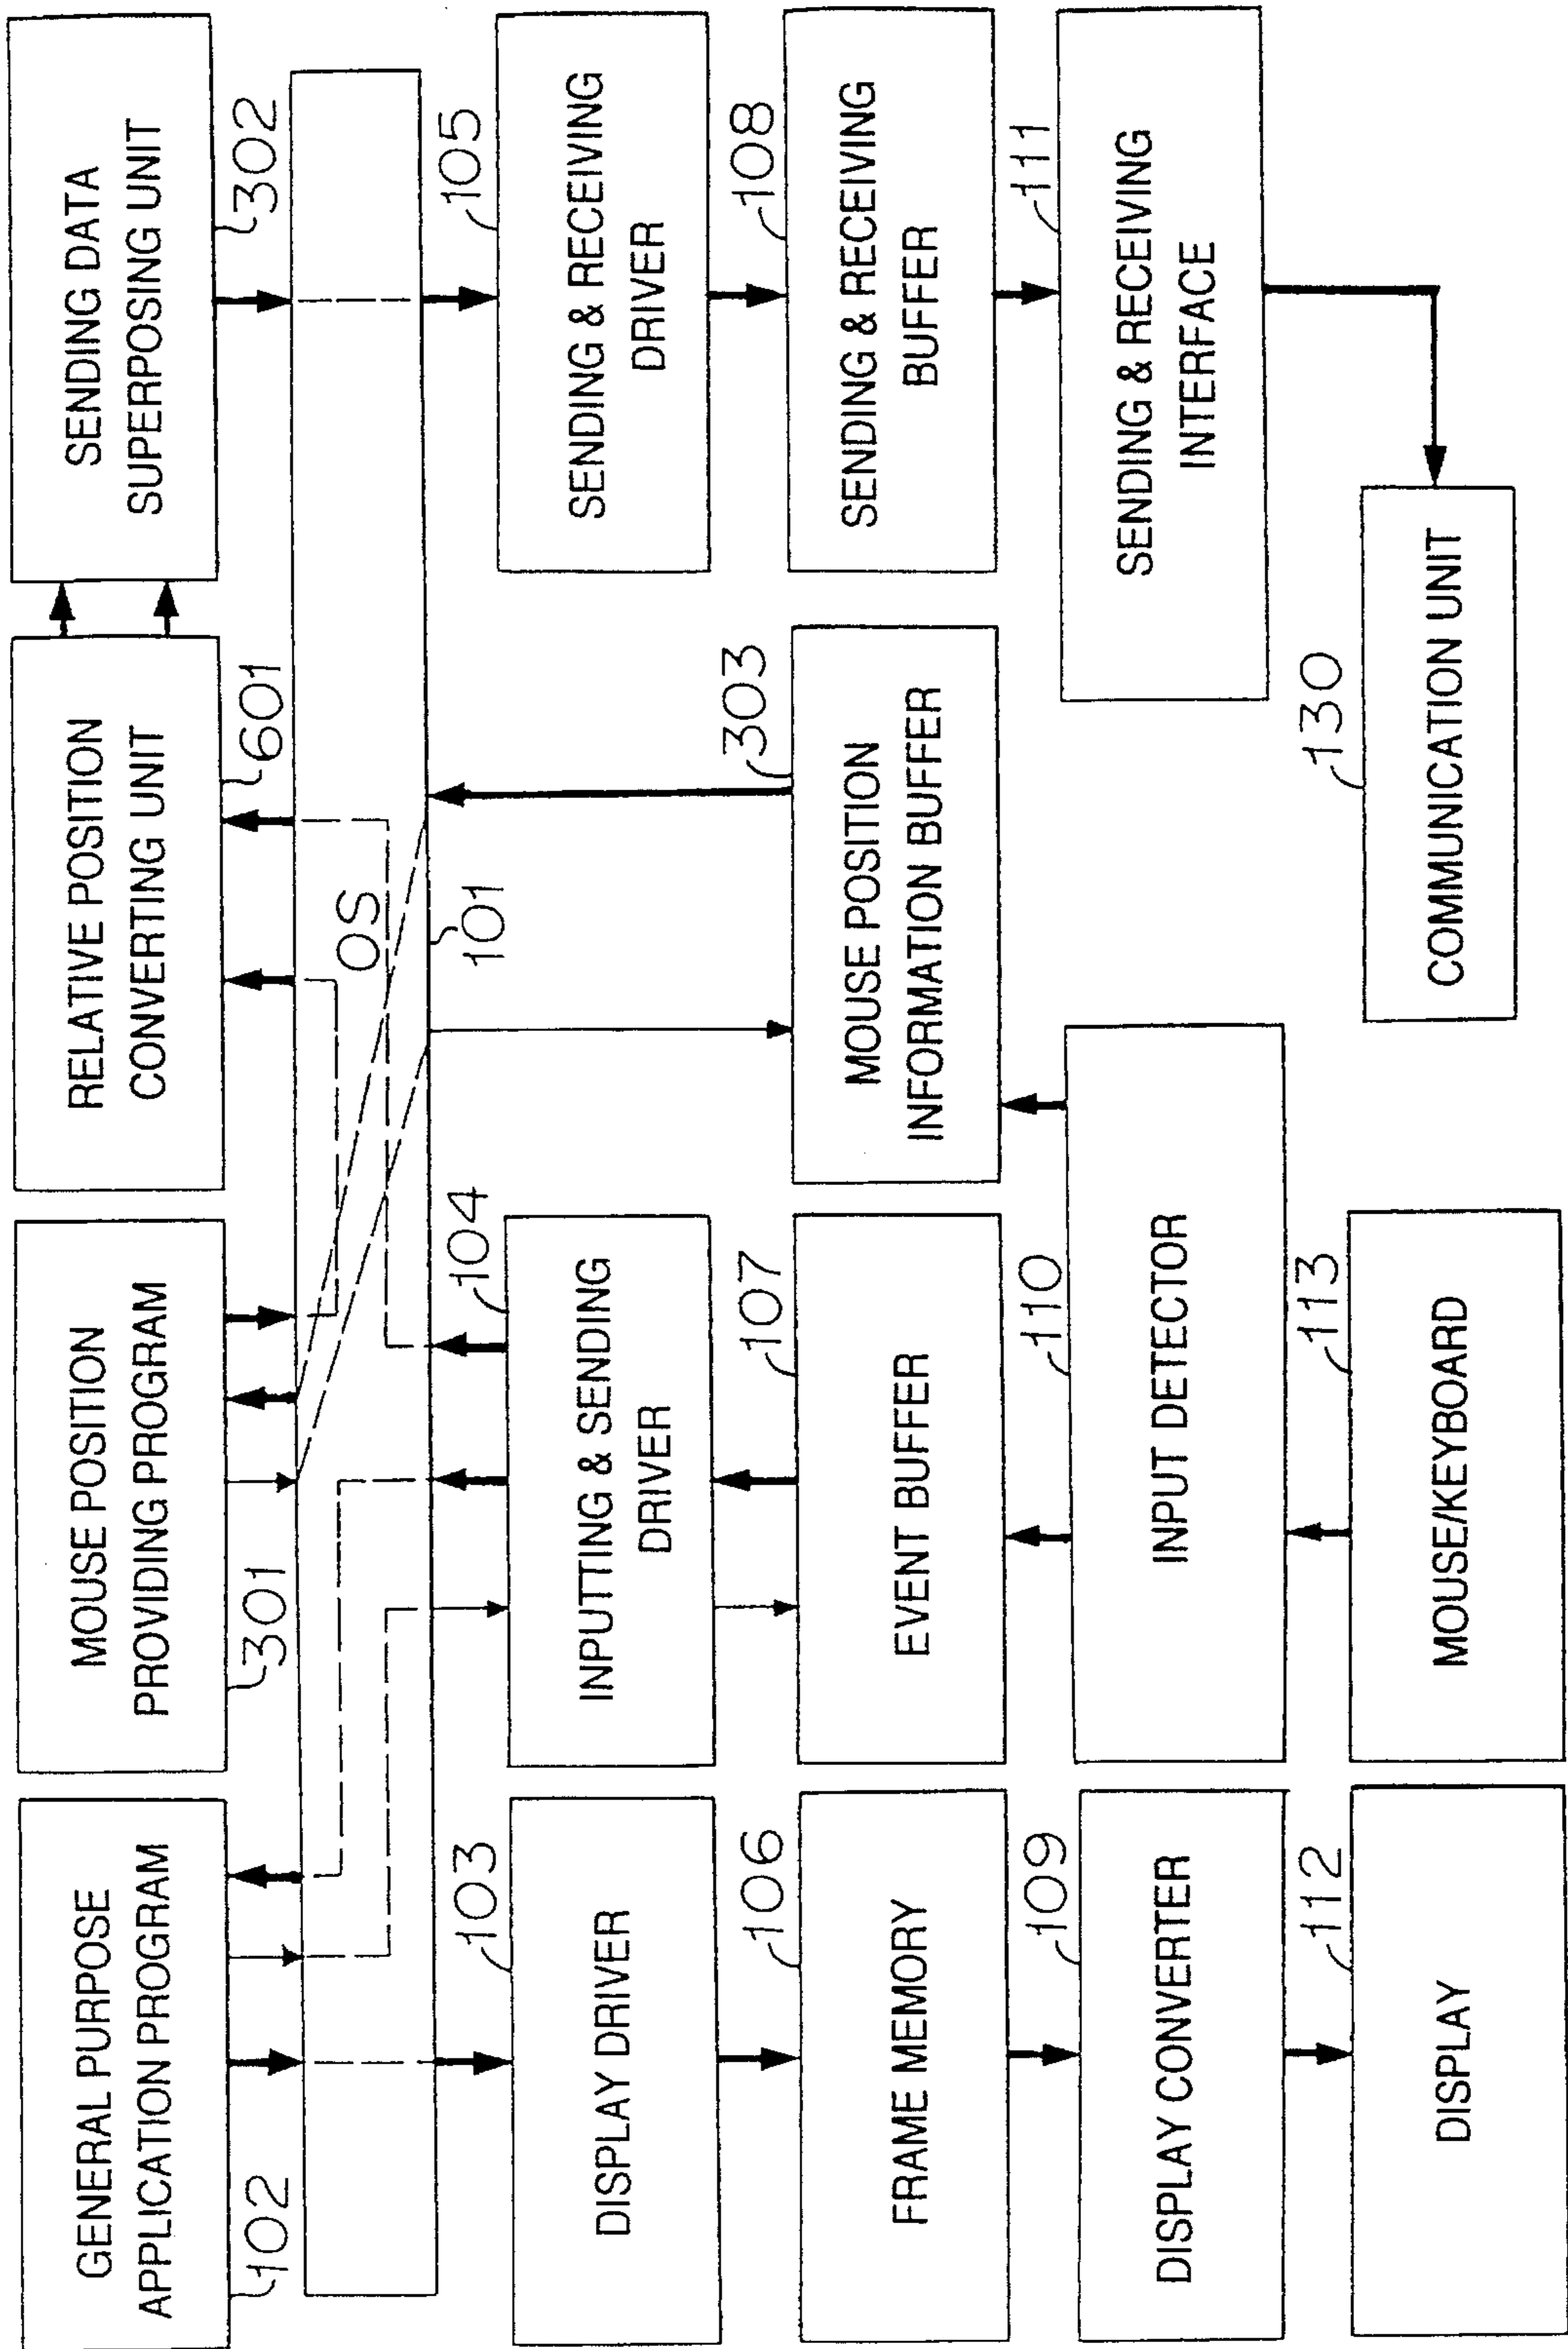 GENERAL PURPOSE
APPLICATION PROGRAM
102
MOUSE POSITION
PROVIDING PROGRAM
301
RELATIVE POSITION
CONVERTING UNIT
601
SENDING DATA
SUPERPOSING UNIT
302
OS
101
103
DISPLAY DRIVER
104
INPUTTING & SENDING
DRIVER
105
SENDING & RECEIVING
DRIVER
106
FRAME MEMORY
107
EVENT BUFFER
303
MOUSE POSITION
INFORMATION BUFFER
108
SENDING & RECEIVING
BUFFER
109
DISPLAY CONVERTER
110
INPUT DETECTOR
111
SENDING & RECEIVING
INTERFACE
112
DISPLAY
113
MOUSE/KEYBOARD
130
COMMUNICATION UNIT